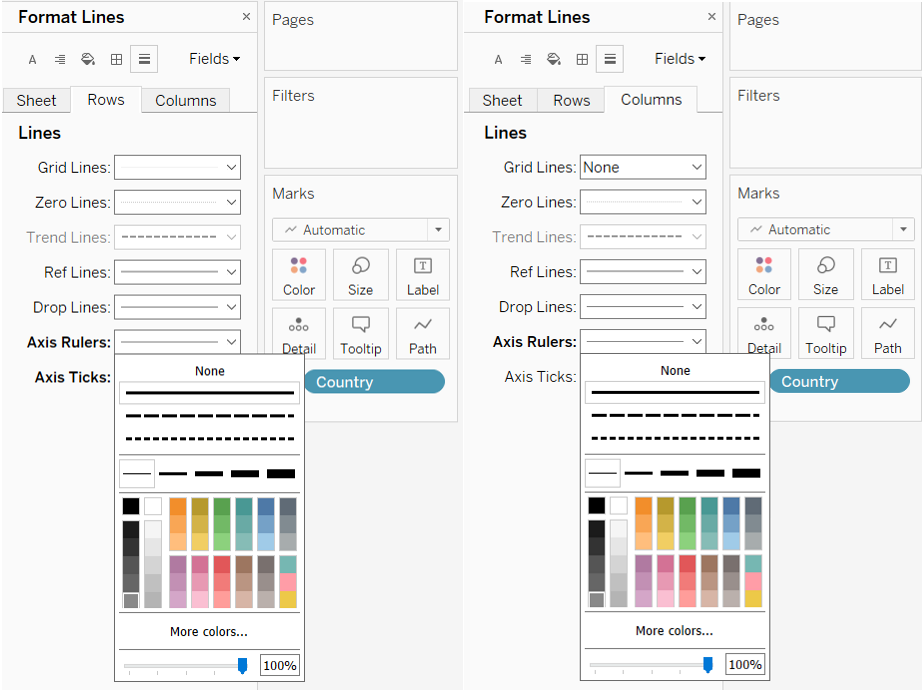 Format Lines ×
A Fields
Sheet Rows Columns
Lines
Grid Lines:
Zero Lines:
Trend Lines:
Ref Lines:
Drop Lines:
Axis Rulers:
Axis Ticks:
None
More colors...
100%
Pages
Filters
Marks
Automatic
Color Size T Label
Detail Tooltip Path
Country
Format Lines ×
A Fields
Sheet Rows Columns
Lines
Grid Lines: None
Zero Lines:
Trend Lines:
Ref Lines:
Drop Lines:
Axis Rulers:
Axis Ticks:
None
More colors...
100%
Pages
Filters
Marks
Automatic
Color Size T Label
Detail Tooltip Path
Country